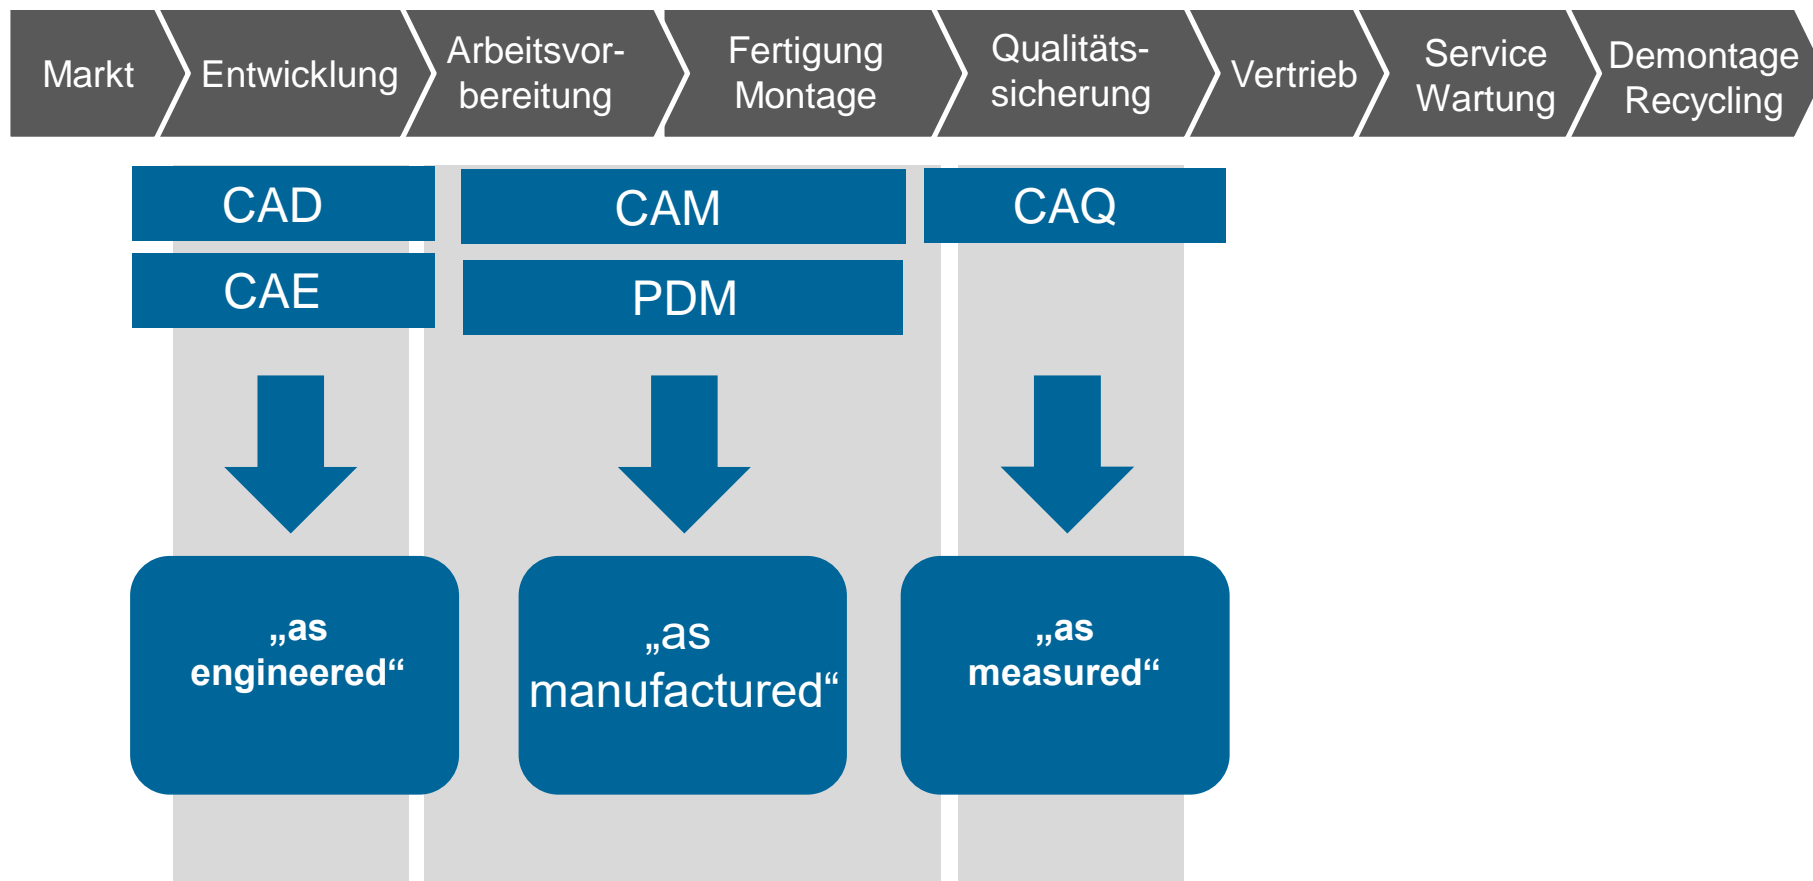 Markt
Entwicklung
Arbeitsvor-
bereitung
Fertigung
Montage
Qualitäts-
sicherung
Vertrieb
Service
Wartung
Demontage
Recycling
CAD
CAM
CAQ
CAE
PDM
„as
engineered“
„as
manufactured“
„as
measured“